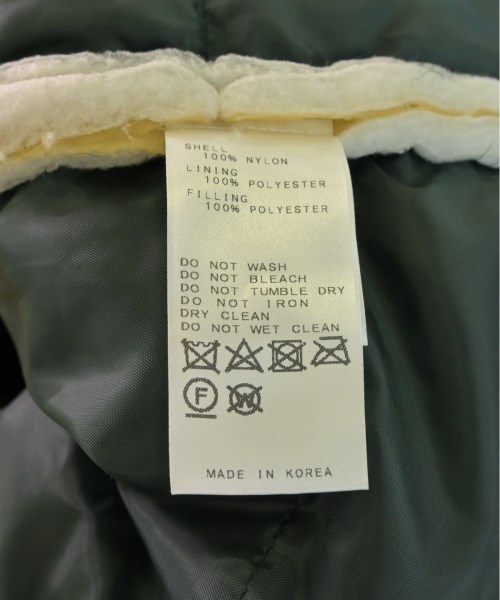 SHELL
100% NYLON
LINING
100% POLYESTER
FILLING
100% POLYESTER
DO NOT WASH
DO NOT BLEACH
DO NOT TUMBLE DRY
DO NOT IRON
DRY CLEAN
DO NOT WET CLEAN
F W
MADE IN KOREA